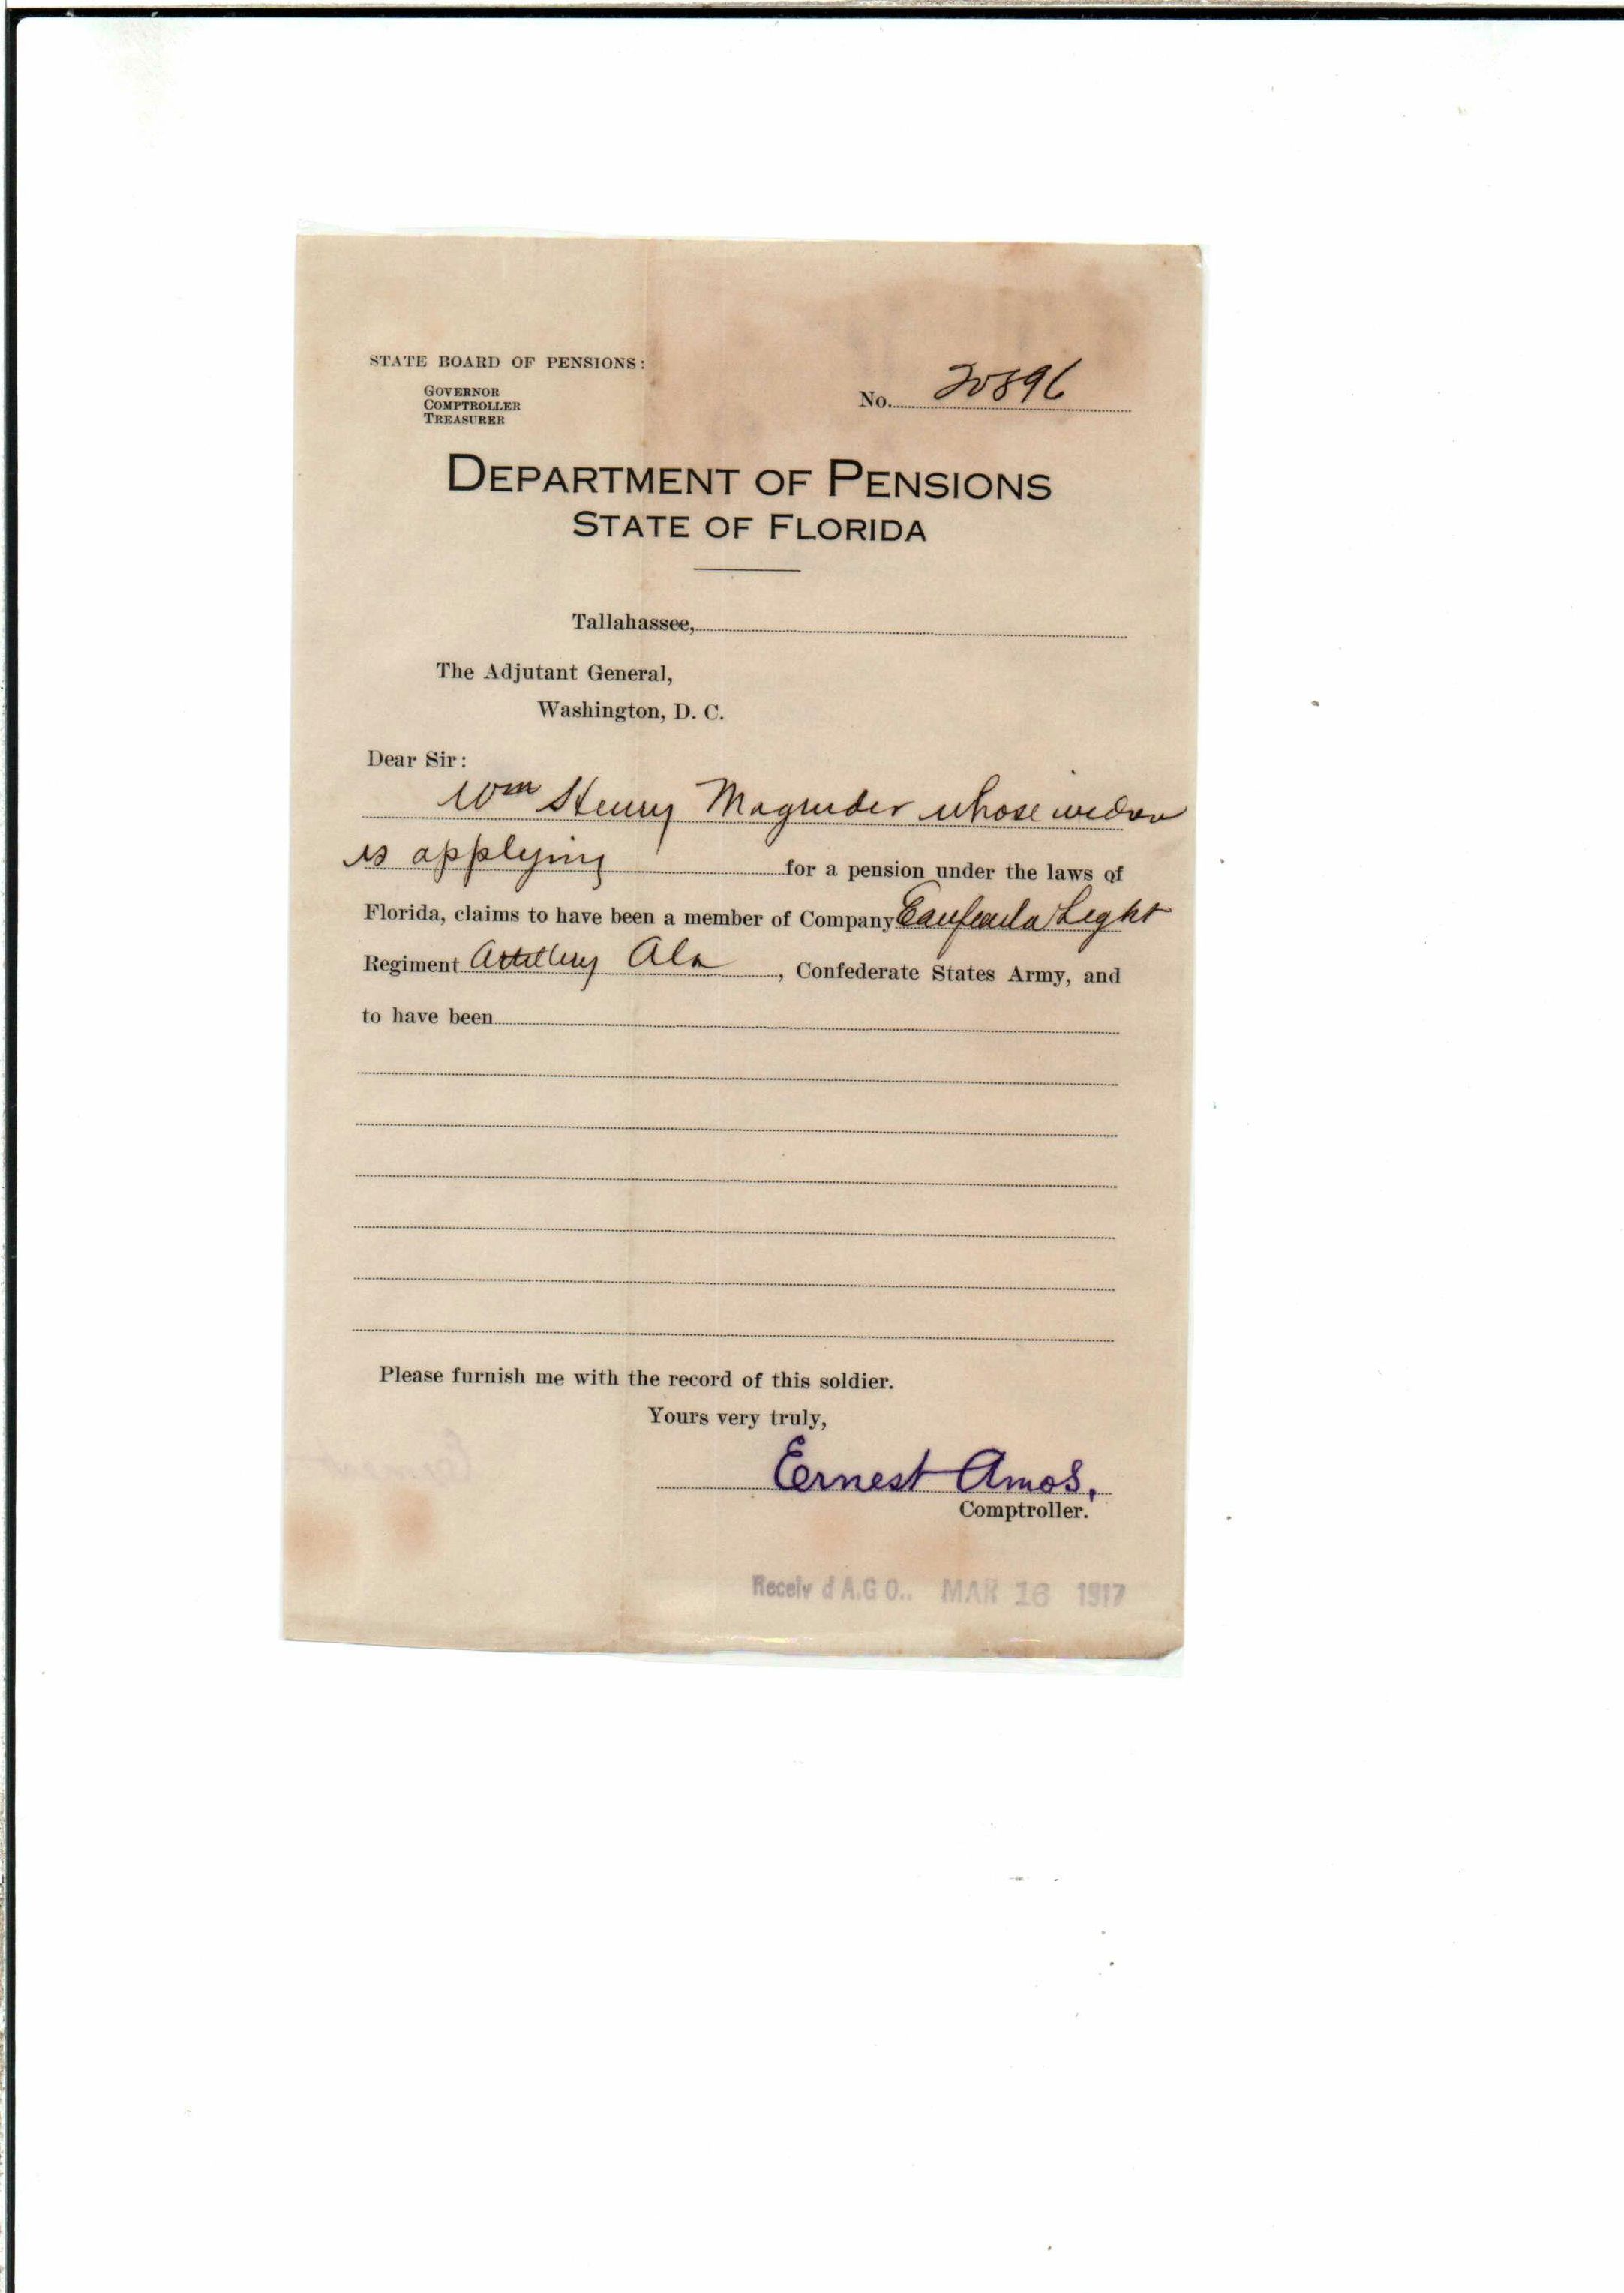 STATE BOARD OF PENSIONS:
GOVERNOR
COMPTROLLER
TREASURER
No. 20896
DEPARTMENT OF PENSIONS
STATE OF FLORIDA
Tallahassee,
The Adjutant General,
Washington, D. C.
Dear Sir:
Wm Henry Magruder whose widow
is applying for a pension under the laws of
Florida, claims to have been a member of Company Eaufaula Light
Regiment Artillery Ala, Confederate States Army, and
to have been
Please furnish me with the record of this soldier.
Yours very truly,
Ernest Amos,
Comptroller.
Receiv d A.G O.. MAR 16 1917